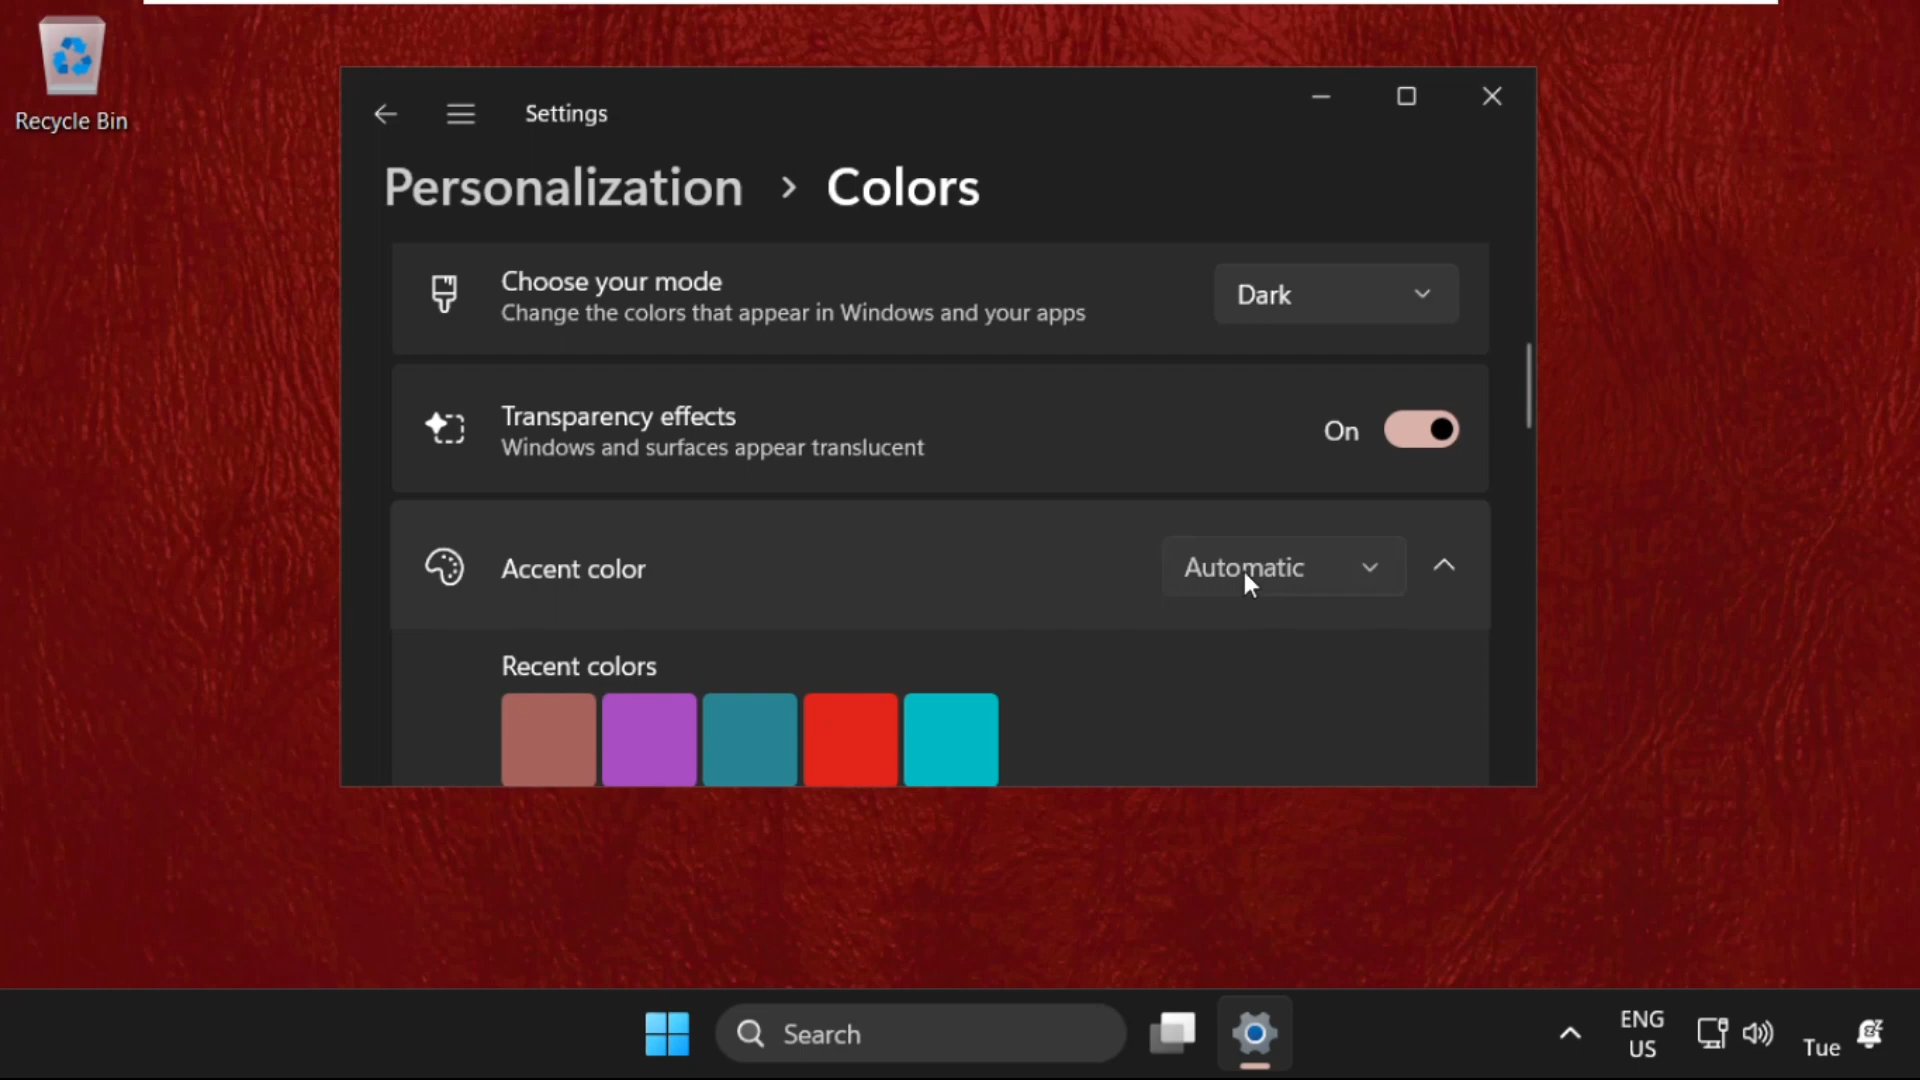 Recycle Bin
Settings
Personalization > Colors
Choose your mode
Change the colors that appear in Windows and your apps
Dark
Transparency effects
Windows and surfaces appear translucent
On
Accent color
Automatic
Recent colors
Search
ENG
US
Tue